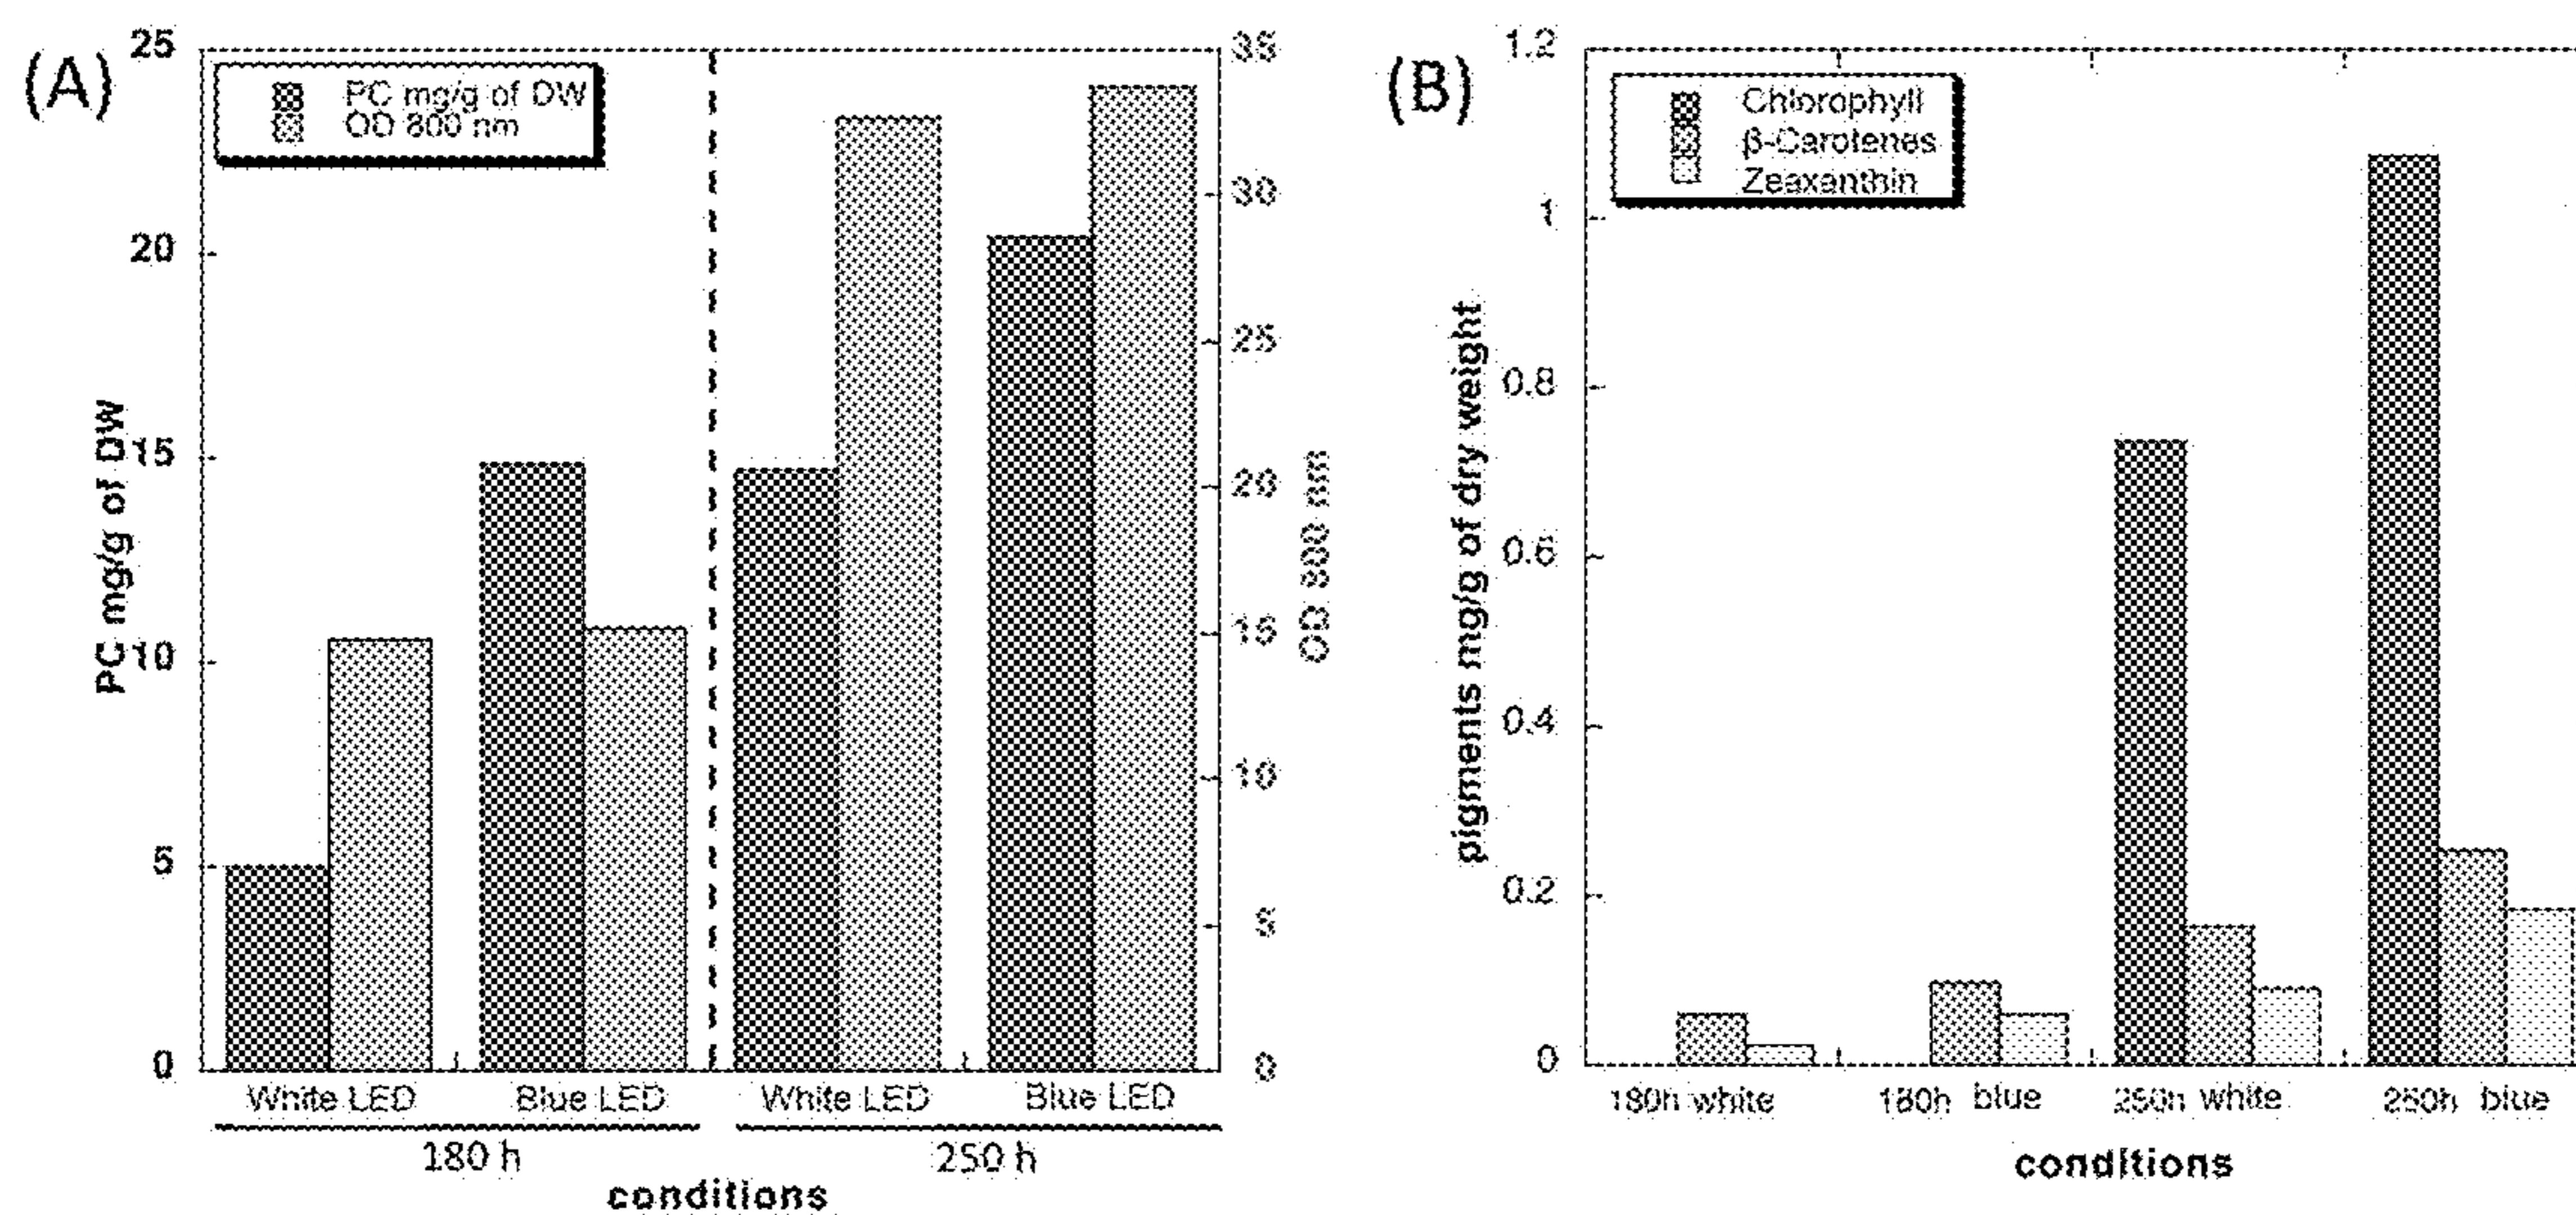 (A)
25
20
15
10
5
0
PC mg/g of DW
PC mg/g of DW
OD 800 nm
35
30
25
20
15
10
5
0
OD 800 nm
White LED
Blue LED
White LED
Blue LED
180 h
250 h
conditions
(B)
1.2
1
0.8
0.6
0.4
0.2
0
pigments mg/g of dry weight
Chlorophyll
β-Carotenes
Zeaxanthin
180h white
180h blue
250h white
250h blue
conditions